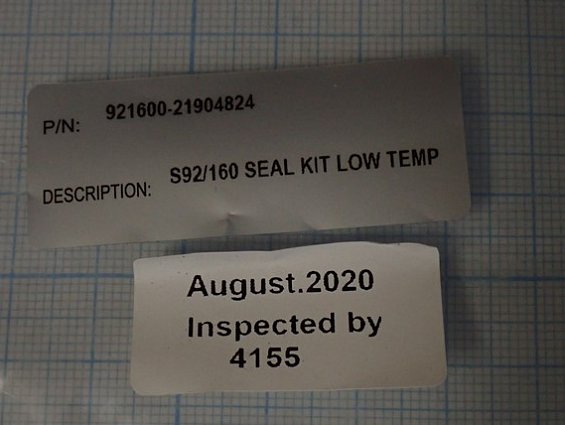 P/N: 921600-21904824
DESCRIPTION: S92/160 SEAL KIT LOW TEMP
August.2020
Inspected by
4155